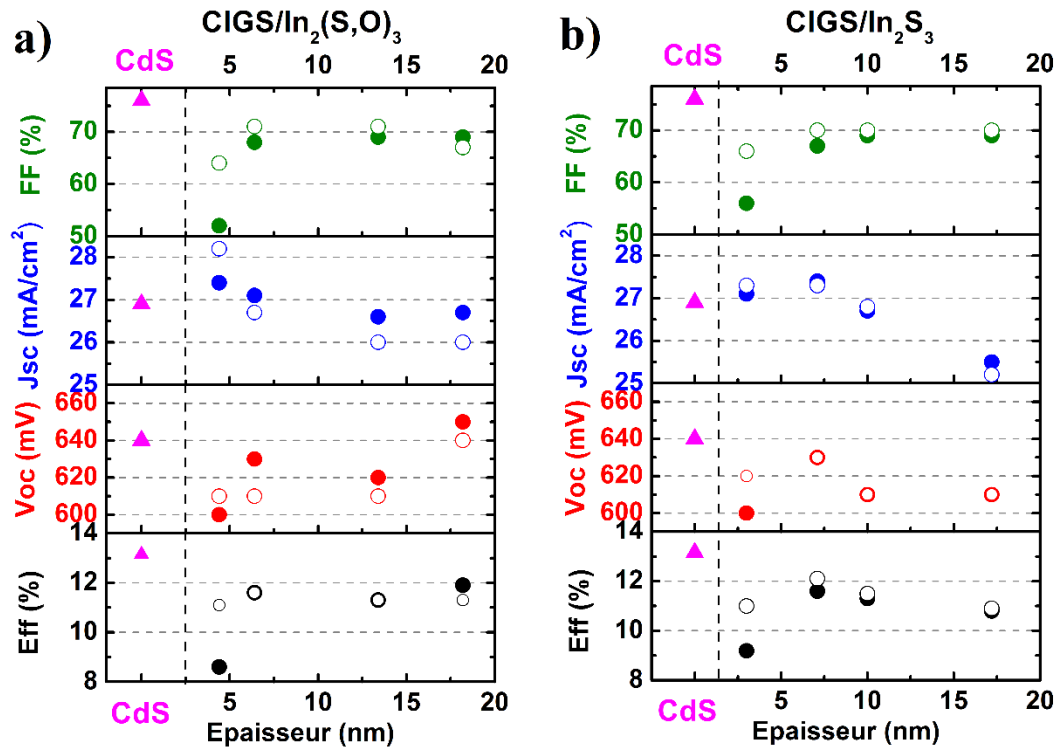 a)
CIGS/In2(S,O)3
CdS 5 10 15 20
FF (%)
70
60
50
Jsc (mA/cm2)
28
27
26
25
Voc (mV)
660
640
620
600
Eff (%)
14
12
10
8
CdS 5 10 15 20
Epaisseur (nm)
b)
CIGS/In2S3
CdS 5 10 15 20
FF (%)
70
60
50
Jsc (mA/cm2)
28
27
26
25
Voc (mV)
660
640
620
600
Eff (%)
14
12
10
8
CdS 5 10 15 20
Epaisseur (nm)